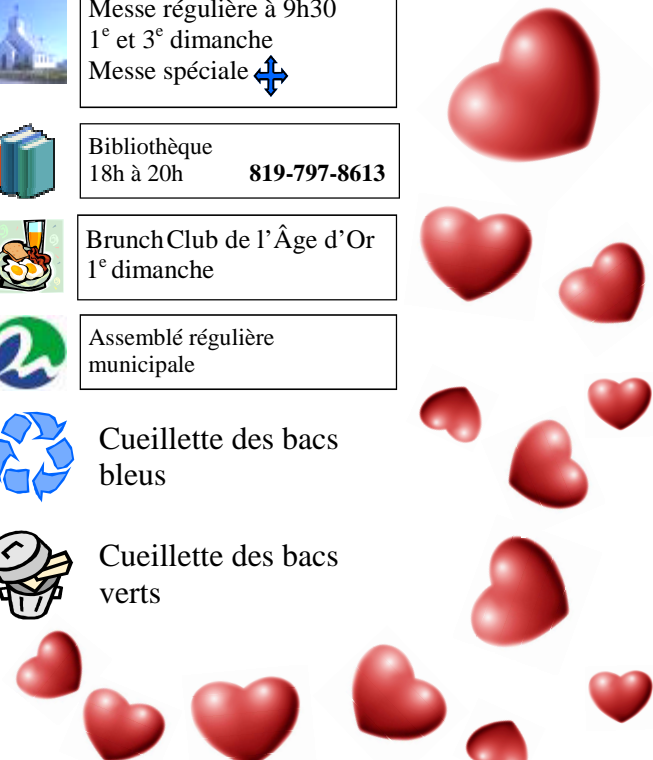 Messe régulière à 9h30
1e et 3e dimanche
Messe spéciale
Bibliothèque
18h à 20h 819-797-8613
Brunch Club de l'Âge d'Or
1e dimanche
Assemblé régulière
municipale
Cueillette des bacs
bleus
Cueillette des bacs
verts